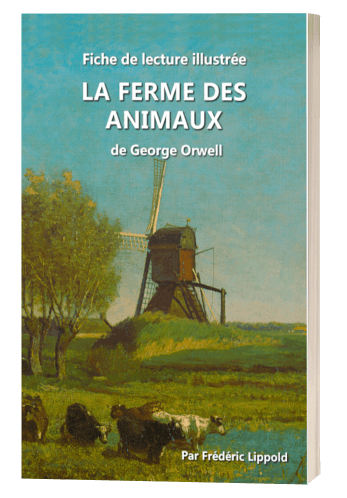 Fiche de lecture illustrée
LA FERME DES
ANIMAUX
de George Orwell
Par Frédéric Lippold